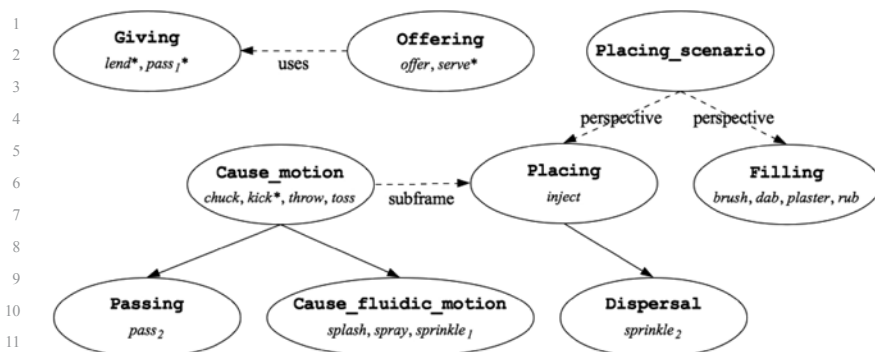 1
Giving Offering Placing_scenario
2
lend*, pass1* uses offer, serve*
3
4
perspective perspective
5
Cause_motion Placing Filling
6
chuck, kick*, throw, toss subframe inject brush, dab, plaster, rub
7
8
9
Passing Cause_fluidic_motion Dispersal
10
pass2 splash, spray, sprinkle1 sprinkle2
11